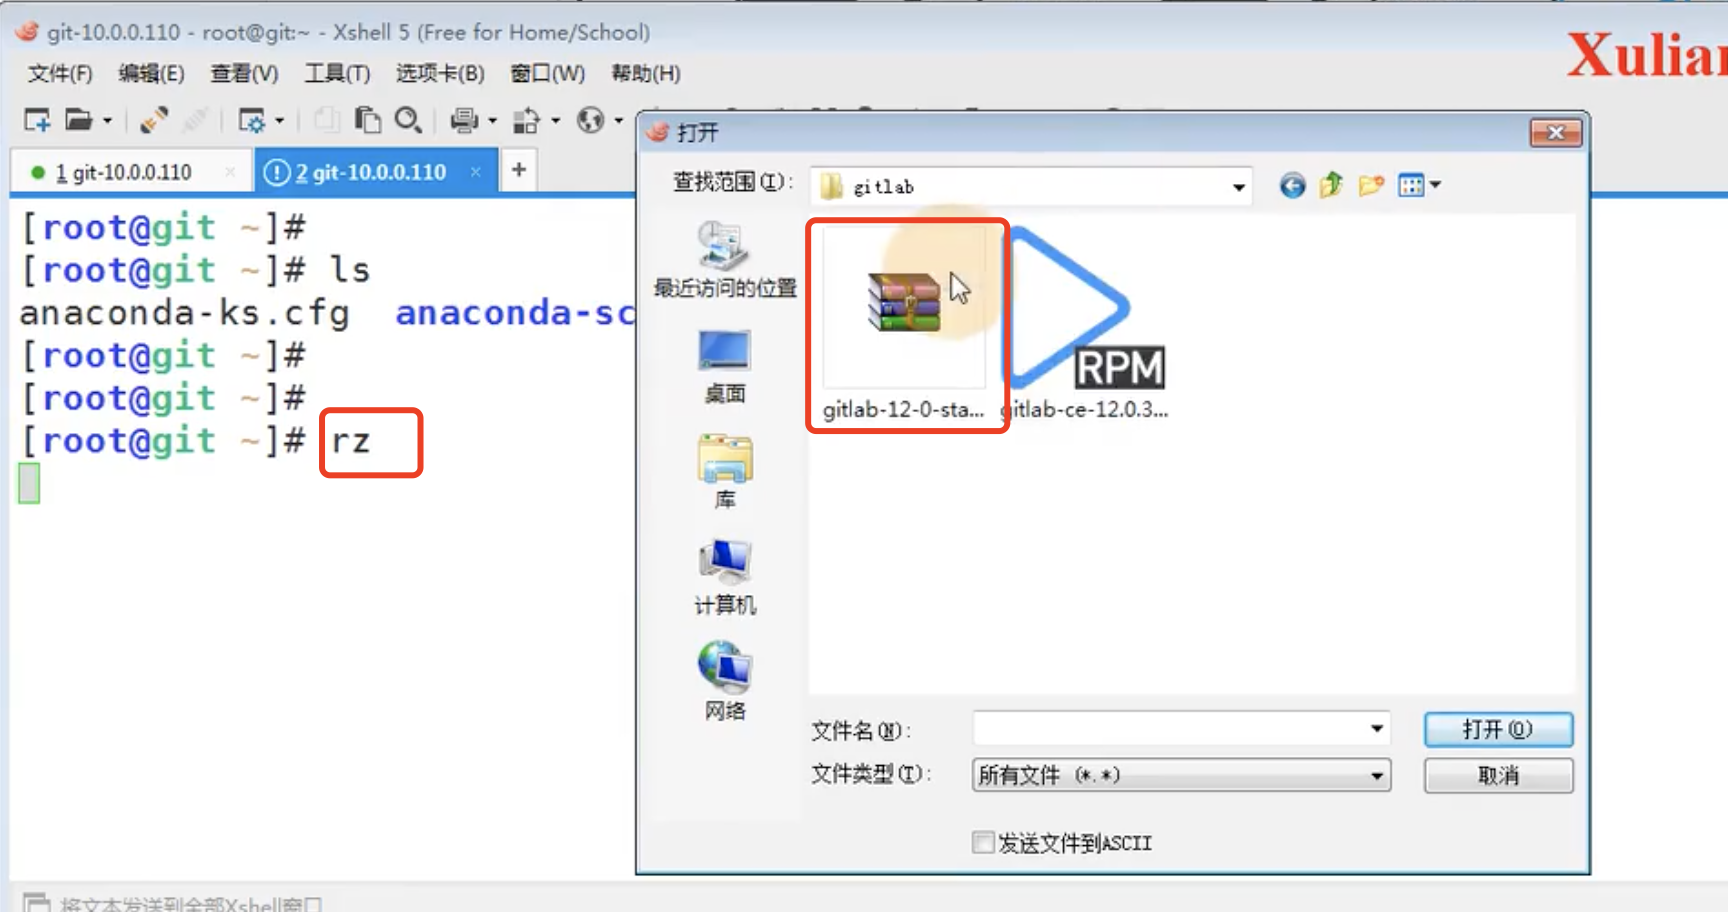 git-10.0.0.110 - root@git:~ - Xshell 5 (Free for Home/School)
Xulian
文件(F) 编辑(E) 查看(V) 工具(T) 选项卡(B) 窗口(W) 帮助(H)
1 git-10.0.0.110
2 git-10.0.0.110
+
[root@git ~]#
[root@git ~]# ls
anaconda-ks.cfg anaconda-sc
[root@git ~]#
[root@git ~]#
[root@git ~]# rz
打开
查找范围(I):
gitlab
最近访问的位置
桌面
库
计算机
网络
gitlab-12-0-sta...
RPM
gitlab-ce-12.0.3...
文件名(N):
打开(O)
文件类型(T):
所有文件 (*.*)
取消
发送文件到ASCII
将文本发送到全部Xshell窗口